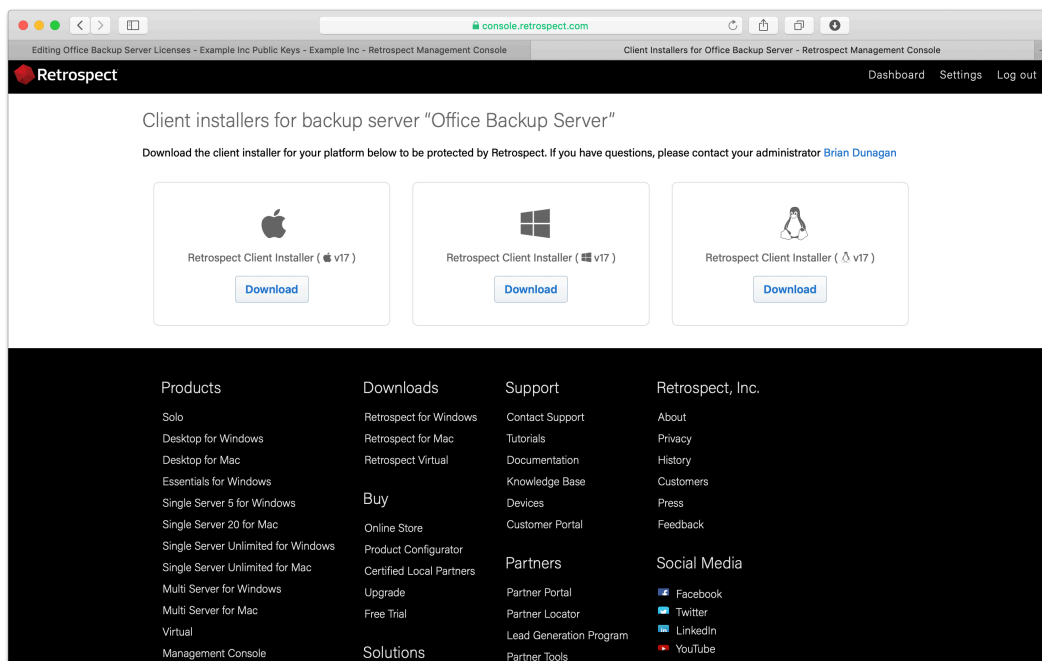 console.retrospect.com
Editing Office Backup Server Licenses - Example Inc Public Keys - Example Inc - Retrospect Management Console
Client Installers for Office Backup Server - Retrospect Management Console
Retrospect
Dashboard Settings Log out
Client installers for backup server “Office Backup Server”
Download the client installer for your platform below to be protected by Retrospect. If you have questions, please contact your administrator Brian Dunagan
Retrospect Client Installer ( v17 )
Download
Retrospect Client Installer ( v17 )
Download
Retrospect Client Installer ( v17 )
Download
Products
Solo
Desktop for Windows
Desktop for Mac
Essentials for Windows
Single Server 5 for Windows
Single Server 20 for Mac
Single Server Unlimited for Windows
Single Server Unlimited for Mac
Multi Server for Windows
Multi Server for Mac
Virtual
Management Console
Downloads
Retrospect for Windows
Retrospect for Mac
Retrospect Virtual
Buy
Online Store
Product Configurator
Certified Local Partners
Upgrade
Free Trial
Solutions
Support
Contact Support
Tutorials
Documentation
Knowledge Base
Devices
Customer Portal
Partners
Partner Portal
Partner Locator
Lead Generation Program
Partner Tools
Retrospect, Inc.
About
Privacy
History
Customers
Press
Feedback
Social Media
Facebook
Twitter
LinkedIn
YouTube